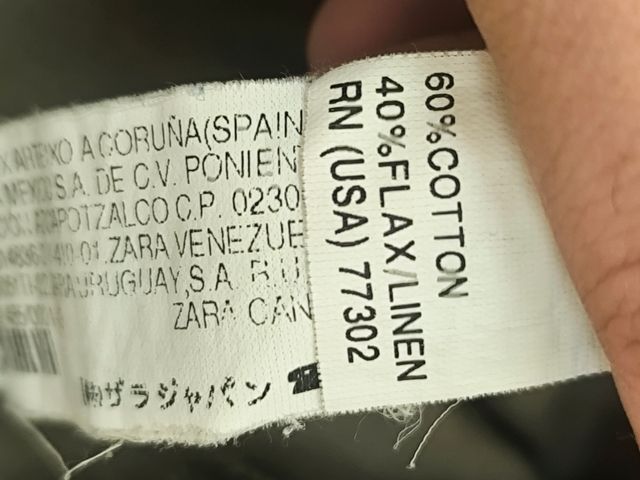 60%COTTON
40%FLAX/LINEN
RN (USA) 77302
ARTEIXO A CORUÑA(SPAIN
S.A. DE C.V. PONIEN
C.P. 0230
ZARA VENEZUE
URUGUAY,S.A. R.U
ZARA CAN
ザラジャパン